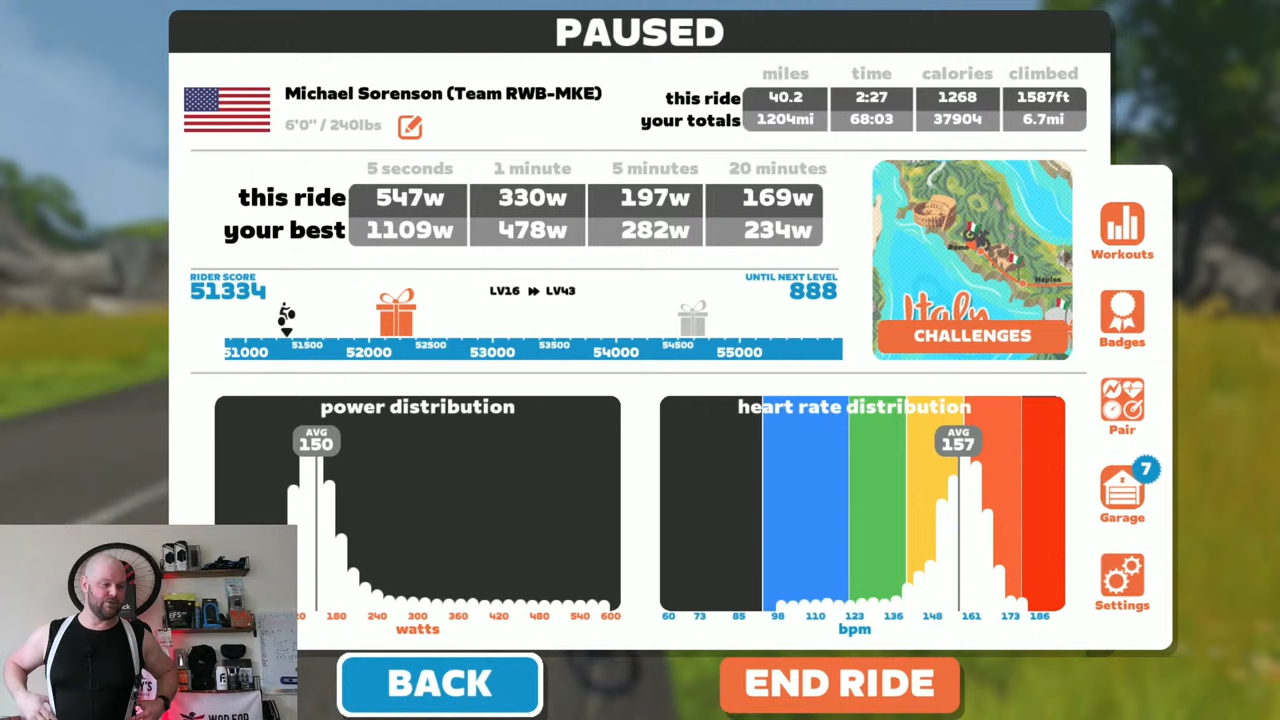 PAUSED
Michael Sorenson (Team RWB-MKE)
6'0" / 240lbs
miles time calories climbed
this ride 40.2 2:27 1268 1587ft
your totals 1204mi 68:03 37904 6.7mi
5 seconds 1 minute 5 minutes 20 minutes
this ride 547w 330w 197w 169w
your best 1109w 478w 282w 234w
Rome
Naples
Italy
CHALLENGES
RIDER SCORE
51334
LV16 LV43
UNTIL NEXT LEVEL
888
51000 51500 52000 52500 53000 53500 54000 54500 55000
power distribution
AVG
150
180 240 300 360 420 480 540 600
watts
heart rate distribution
AVG
157
60 73 85 98 110 123 136 148 161 173 186
bpm
Workouts
Badges
Pair
7
Garage
Settings
BACK
END RIDE